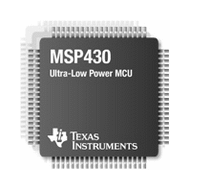 MSP430
Ultra-Low Power MCU
TEXAS
INSTRUMENTS